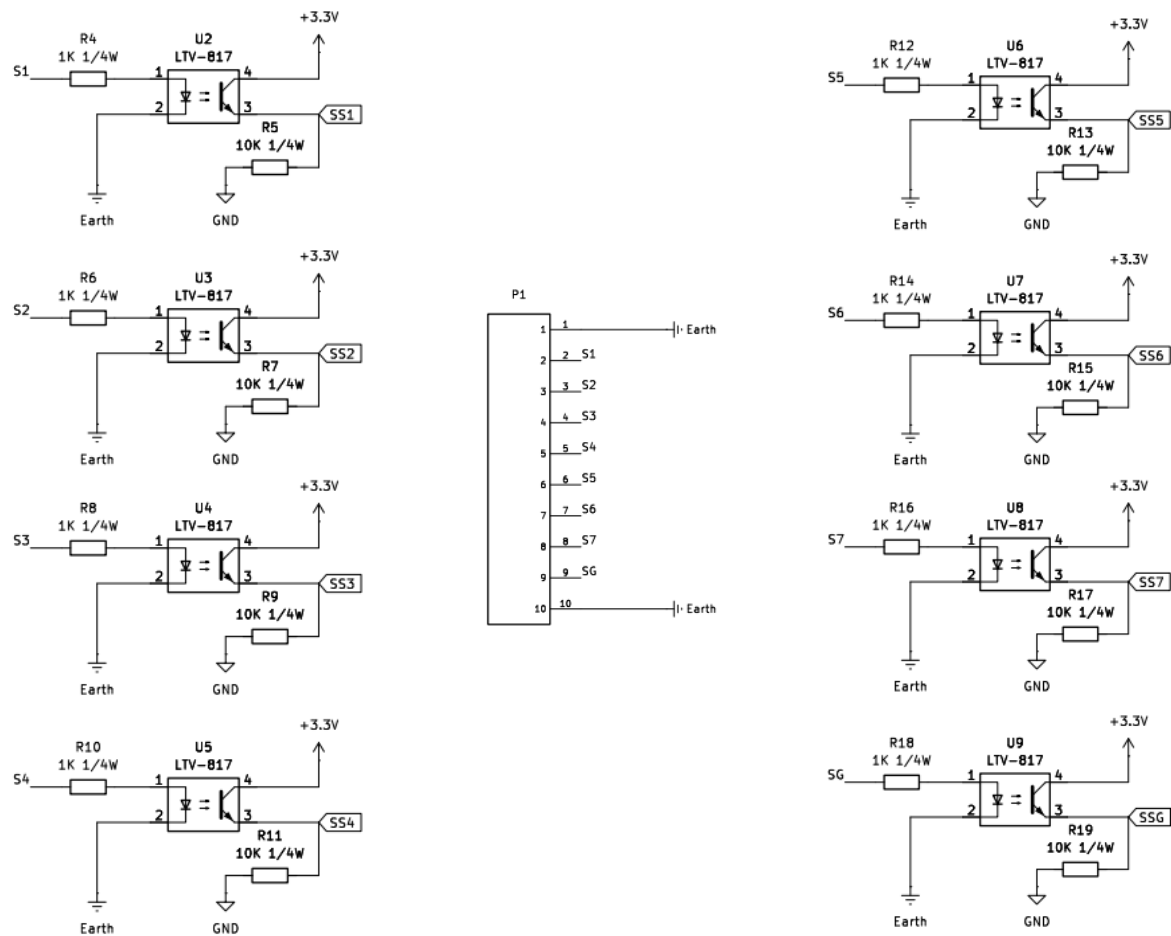 +3.3V
R4
1K 1/4W
U2
LTV-817
S1
1
4
2
3
SS1
R5
10K 1/4W
Earth
GND
+3.3V
R6
1K 1/4W
U3
LTV-817
S2
1
4
2
3
SS2
R7
10K 1/4W
Earth
GND
+3.3V
R8
1K 1/4W
U4
LTV-817
S3
1
4
2
3
SS3
R9
10K 1/4W
Earth
GND
+3.3V
R10
1K 1/4W
U5
LTV-817
S4
1
4
2
3
SS4
R11
10K 1/4W
Earth
GND
P1
1 1 Earth
2 2 S1
3 3 S2
4 4 S3
5 5 S4
6 6 S5
7 7 S6
8 8 S7
9 9 SG
10 10 Earth
+3.3V
R12
1K 1/4W
U6
LTV-817
S5
1
4
2
3
SS5
R13
10K 1/4W
Earth
GND
+3.3V
R14
1K 1/4W
U7
LTV-817
S6
1
4
2
3
SS6
R15
10K 1/4W
Earth
GND
+3.3V
R16
1K 1/4W
U8
LTV-817
S7
1
4
2
3
SS7
R17
10K 1/4W
Earth
GND
+3.3V
R18
1K 1/4W
U9
LTV-817
SG
1
4
2
3
SSG
R19
10K 1/4W
Earth
GND